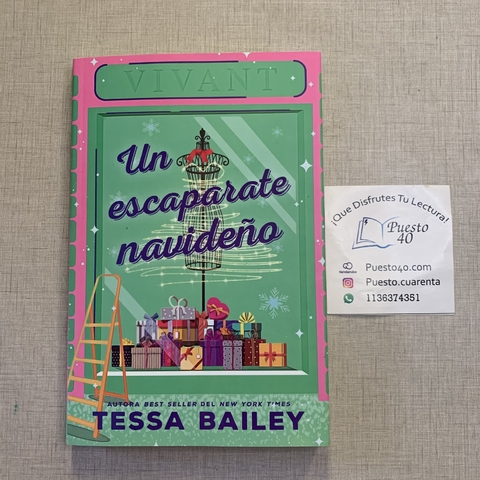 VIVANT
Un
escaparate
navideño
AUTORA BEST SELLER DEL NEW YORK TIMES
TESSA BAILEY
¡Que Disfrutes Tu Lectura!
Puesto
40
Puesto40.com
Puesto.cuarenta
1136374351